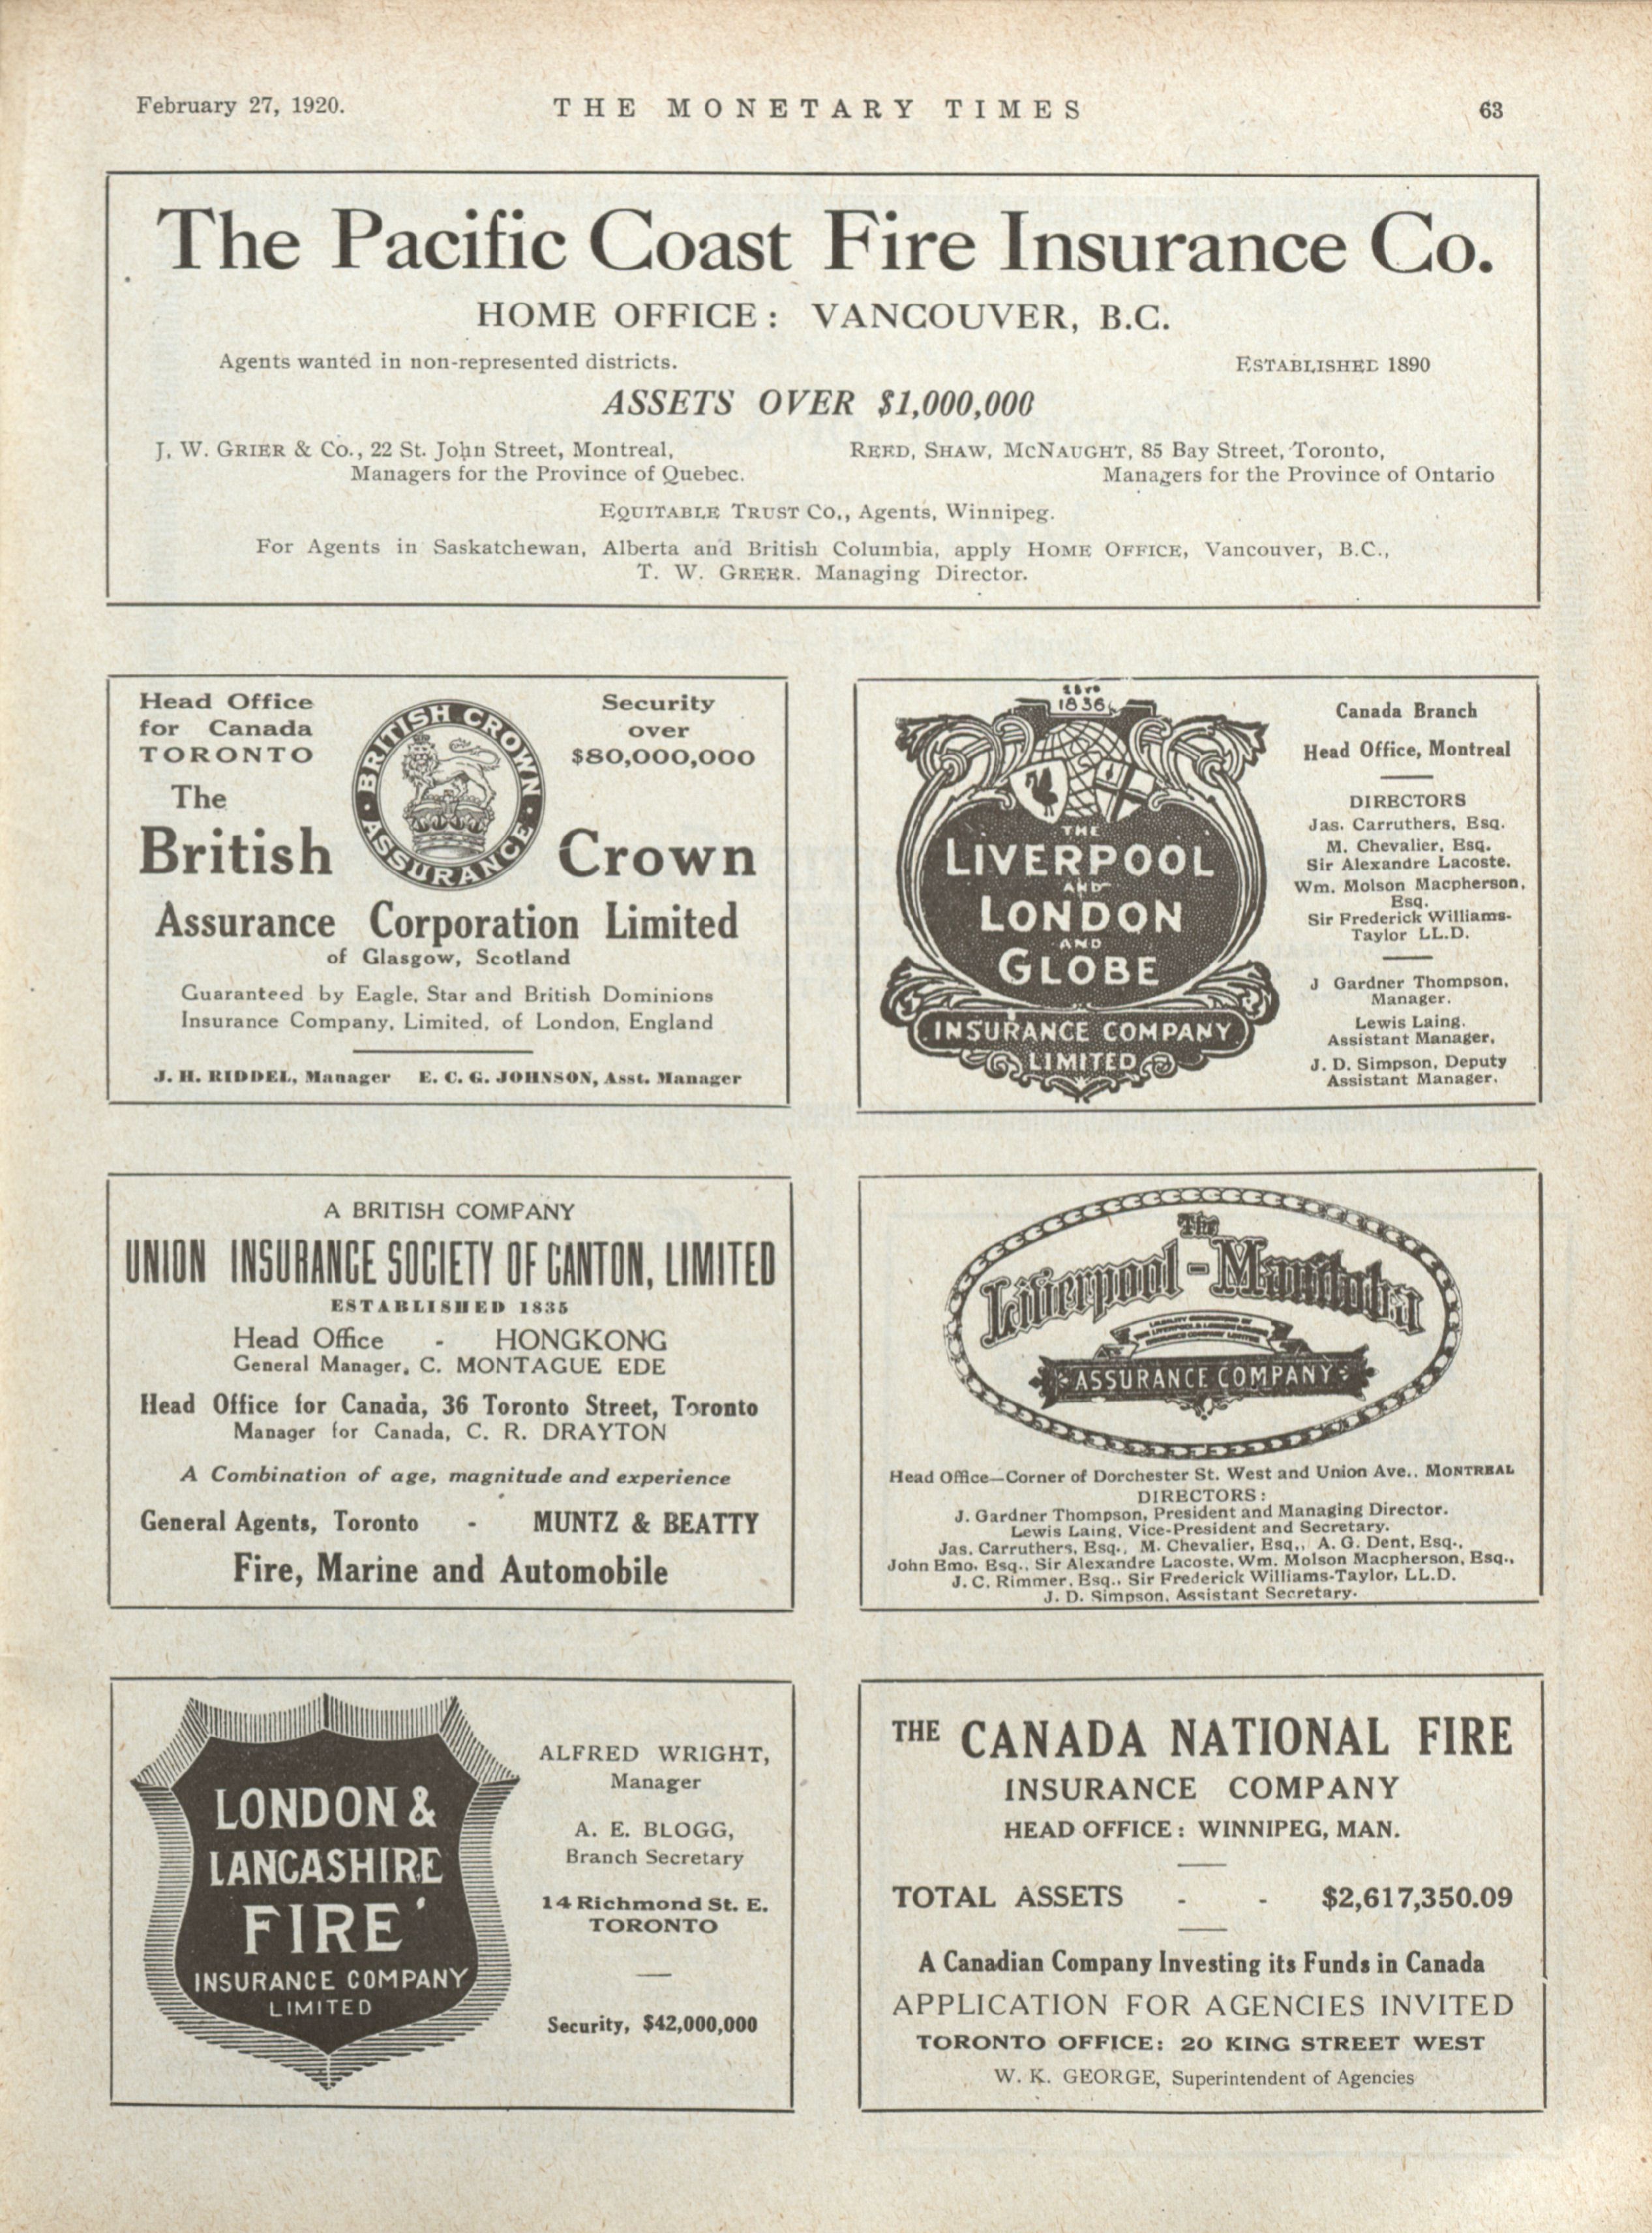 February 27, 1920.
THE MONETARY TIMES
63
The Pacific Coast Fire Insurance Co.
HOME OFFICE: VANCOUVER, B.C.
Agents wanted in non-represented districts.
ESTABLISHED 1890
ASSETS OVER $1,000,000
J. W. GRIER & Co., 22 St. John Street, Montreal,
Managers for the Province of Quebec.
REED, SHAW, MCNAUGHT, 85 Bay Street, Toronto,
Managers for the Province of Ontario
EQUITABLE TRUST CO., Agents, Winnipeg.
For Agents in Saskatchewan, Alberta and British Columbia, apply HOME OFFICE, Vancouver, B.C.,
T. W. GREER. Managing Director.
Head Office
for Canada
TORONTO
BRITISH CROWN
ASSURANCE
Security
over
$80,000,000
The
British Crown
Assurance Corporation Limited
of Glasgow, Scotland
Guaranteed by Eagle, Star and British Dominions
Insurance Company, Limited, of London, England
J. H. RIDDEL, Manager E. C. G. JOHNSON, Asst. Manager
1836
THE
LIVERPOOL
AND
LONDON
AND
GLOBE
INSURANCE COMPANY
LIMITED
Canada Branch
Head Office, Montreal
DIRECTORS
Jas. Carruthers, Esq.
M. Chevalier, Esq.
Sir Alexandre Lacoste.
Wm. Molson Macpherson,
Esq.
Sir Frederick Williams-
Taylor LL.D.
J Gardner Thompson,
Manager.
Lewis Laing.
Assistant Manager.
J. D. Simpson, Deputy
Assistant Manager.
A BRITISH COMPANY
UNION INSURANCE SOCIETY OF CANTON, LIMITED
ESTABLISHED 1835
Head Office - HONGKONG
General Manager, C. MONTAGUE EDE
Head Office for Canada, 36 Toronto Street, Toronto
Manager for Canada, C. R. DRAYTON
A Combination of age, magnitude and experience
General Agents, Toronto - MUNTZ & BEATTY
Fire, Marine and Automobile
The
Liverpool-Manitoba
ASSURANCE COMPANY
Head Office—Corner of Dorchester St. West and Union Ave., MONTREAL
DIRECTORS:
J. Gardner Thompson, President and Managing Director.
Lewis Laing, Vice-President and Secretary.
Jas. Carruthers, Esq., M. Chevalier, Esq., A. G. Dent, Esq.,
John Emo, Esq., Sir Alexandre Lacoste, Wm. Molson Macpherson, Esq.,
J. C. Rimmer, Esq., Sir Frederick Williams-Taylor, LL.D.
J. D. Simpson, Assistant Secretary.
LONDON &
LANCASHIRE
FIRE
INSURANCE COMPANY
LIMITED
ALFRED WRIGHT,
Manager
A. E. BLOGG,
Branch Secretary
14 Richmond St. E.
TORONTO
Security, $42,000,000
THE CANADA NATIONAL FIRE
INSURANCE COMPANY
HEAD OFFICE: WINNIPEG, MAN.
TOTAL ASSETS - - $2,617,350.09
A Canadian Company Investing its Funds in Canada
APPLICATION FOR AGENCIES INVITED
TORONTO OFFICE: 20 KING STREET WEST
W. K. GEORGE, Superintendent of Agencies